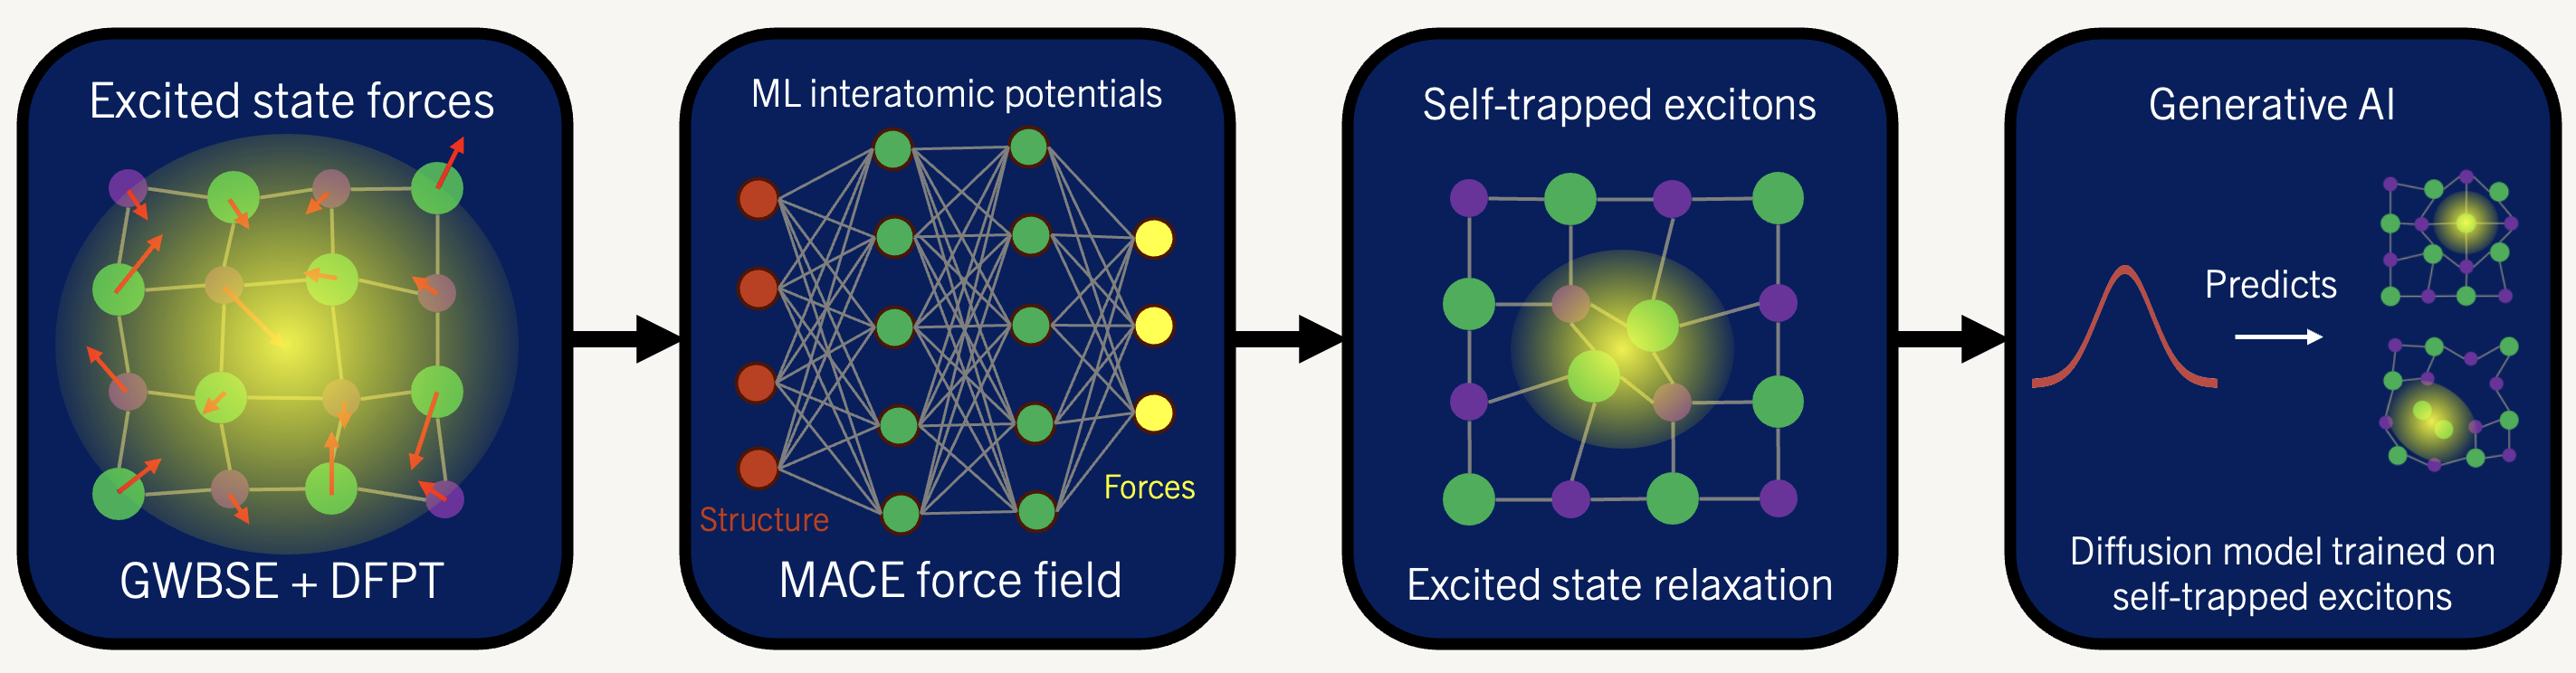 Excited state forces
GWBSE + DFPT
ML interatomic potentials
Structure
Forces
MACE force field
Self-trapped excitons
Excited state relaxation
Generative AI
Predicts
Diffusion model trained on
self-trapped excitons